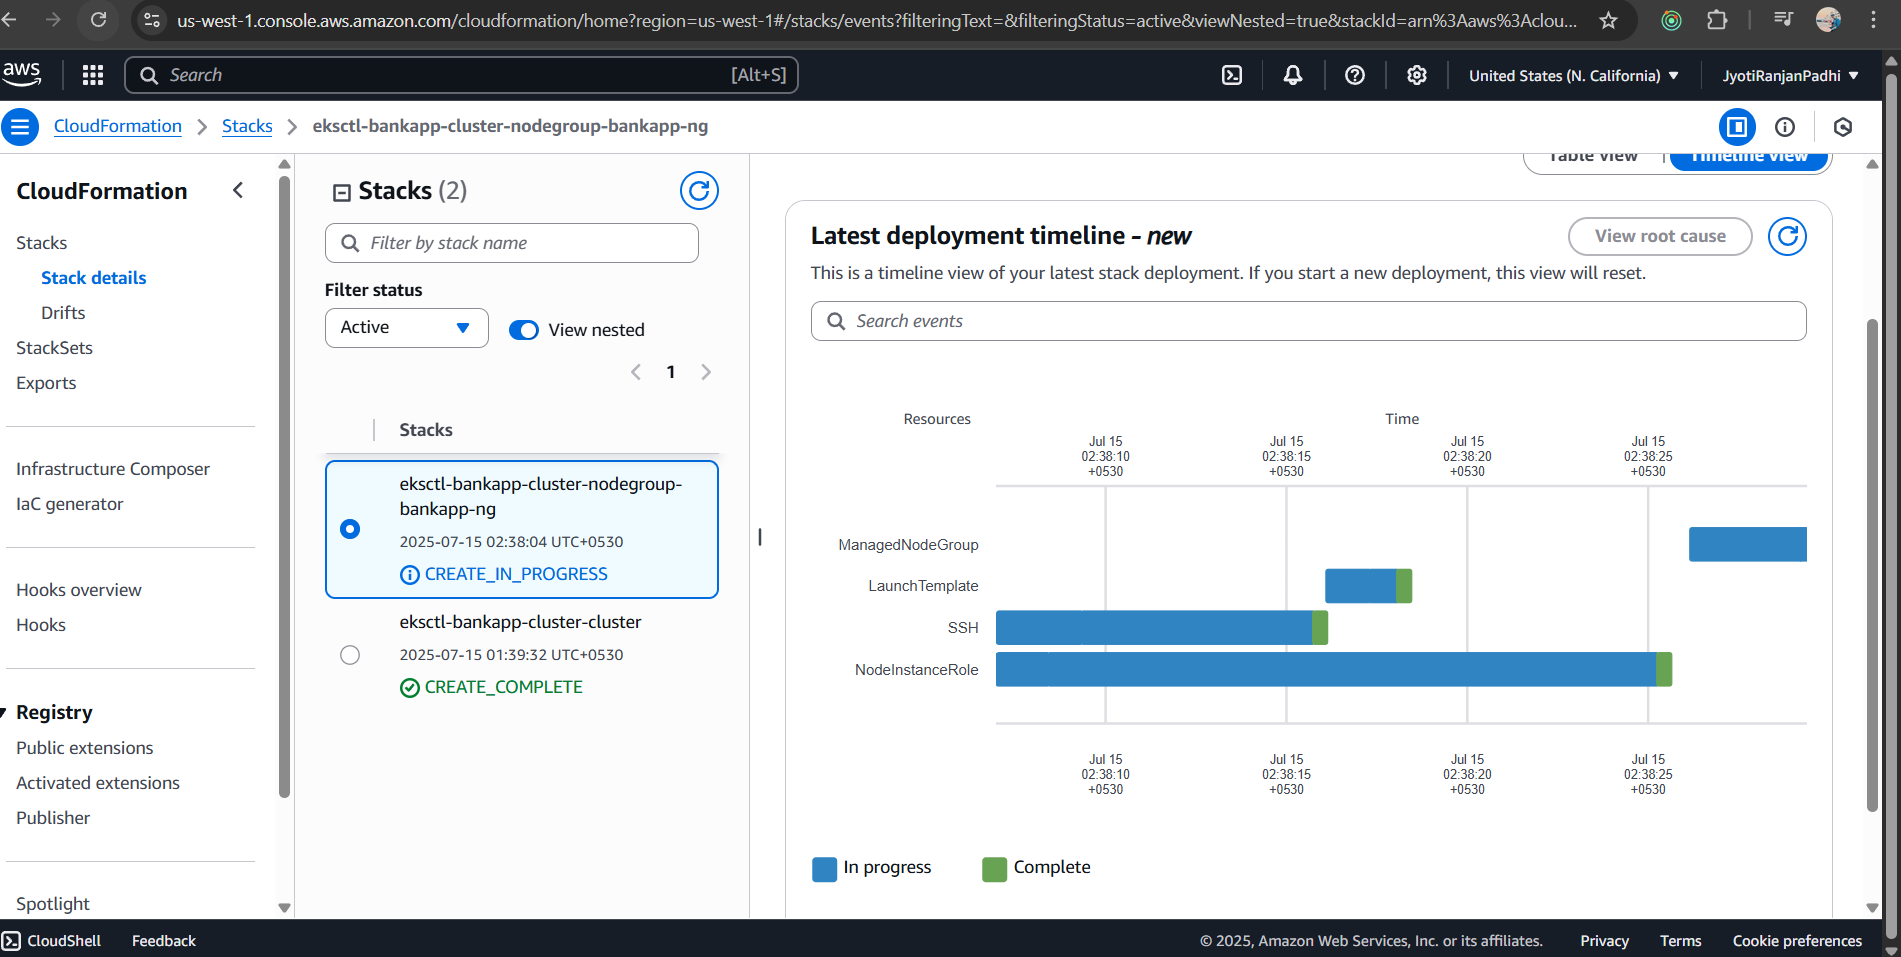 us-west-1.console.aws.amazon.com/cloudformation/home?region=us-west-1#/stacks/events?filteringText=&filteringStatus=active&viewNested=true&stackId=arn%3Aaws%3Aclou...
aws
Search
[Alt+S]
United States (N. California)
JyotiRanjanPadhi
CloudFormation
Stacks
eksctl-bankapp-cluster-nodegroup-bankapp-ng
CloudFormation
Stacks
Stack details
Drifts
StackSets
Exports
Infrastructure Composer
IaC generator
Hooks overview
Hooks
Registry
Public extensions
Activated extensions
Publisher
Spotlight
Stacks (2)
Filter by stack name
Filter status
Active
View nested
1
Stacks
eksctl-bankapp-cluster-nodegroup-
bankapp-ng
2025-07-15 02:38:04 UTC+0530
CREATE_IN_PROGRESS
eksctl-bankapp-cluster-cluster
2025-07-15 01:39:32 UTC+0530
CREATE_COMPLETE
Table view
Timeline view
Latest deployment timeline - new
View root cause
This is a timeline view of your latest stack deployment. If you start a new deployment, this view will reset.
Search events
Resources
Time
Jul 15
02:38:10
+0530
Jul 15
02:38:15
+0530
Jul 15
02:38:20
+0530
Jul 15
02:38:25
+0530
ManagedNodeGroup
LaunchTemplate
SSH
NodeInstanceRole
Jul 15
02:38:10
+0530
Jul 15
02:38:15
+0530
Jul 15
02:38:20
+0530
Jul 15
02:38:25
+0530
In progress
Complete
CloudShell
Feedback
© 2025, Amazon Web Services, Inc. or its affiliates.
Privacy
Terms
Cookie preferences